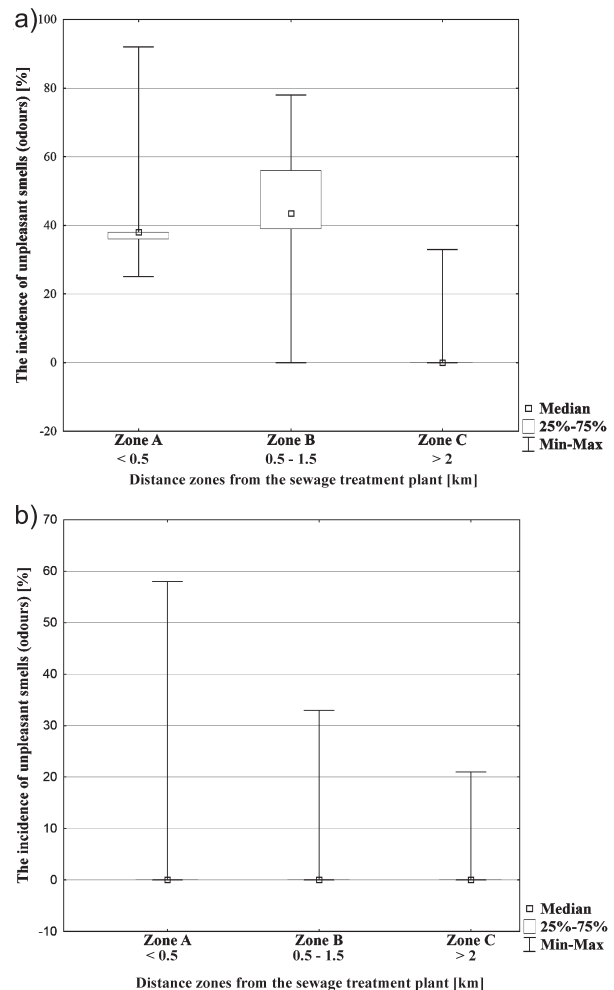 a)
The incidence of unpleasant smells (odours) [%]
100
80
60
40
20
0
-20
Zone A
< 0.5
Zone B
0.5 - 1.5
Zone C
> 2
Median
25%-75%
Min-Max
Distance zones from the sewage treatment plant [km]
b)
The incidence of unpleasant smells (odours) [%]
70
60
50
40
30
20
10
0
-10
Zone A
< 0.5
Zone B
0.5 - 1.5
Zone C
> 2
Median
25%-75%
Min-Max
Distance zones from the sewage treatment plant [km]